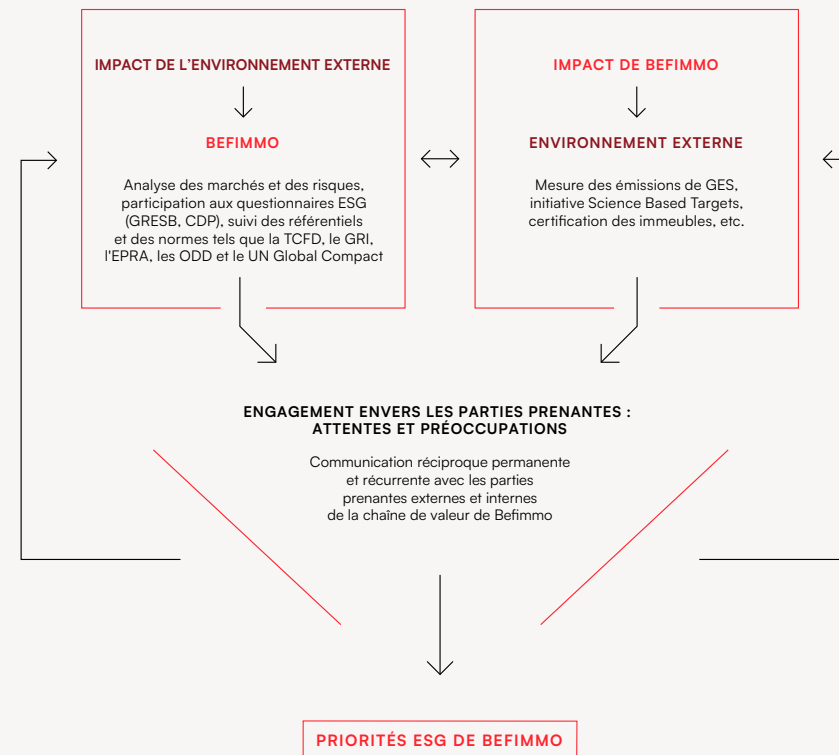 IMPACT DE L'ENVIRONNEMENT EXTERNE
BEFIMMO
Analyse des marchés et des risques,
participation aux questionnaires ESG
(GRESB, CDP), suivi des référentiels
et des normes tels que la TCFD, le GRI,
l'EPRA, les ODD et le UN Global Compact
IMPACT DE BEFIMMO
ENVIRONNEMENT EXTERNE
Mesure des émissions de GES,
initiative Science Based Targets,
certification des immeubles, etc.
ENGAGEMENT ENVERS LES PARTIES PRENANTES :
ATTENTES ET PRÉOCCUPATIONS
Communication réciproque permanente
et récurrente avec les parties
prenantes externes et internes
de la chaîne de valeur de Befimmo
PRIORITÉS ESG DE BEFIMMO